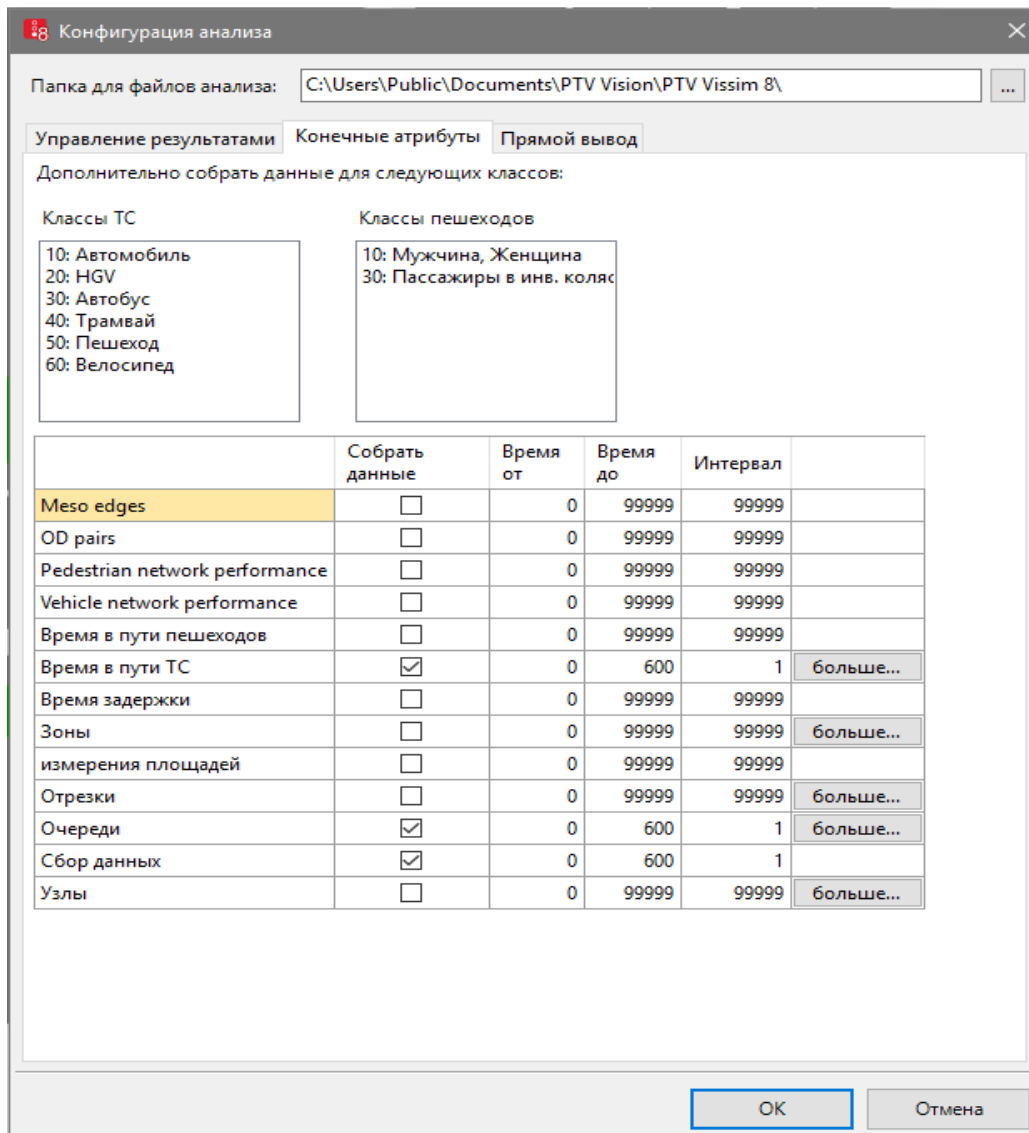 Конфигурация анализа
Папка для файлов анализа: C:\Users\Public\Documents\PTV Vision\PTV Vissim 8\ ...
Управление результатами Конечные атрибуты Прямой вывод
Дополнительно собрать данные для следующих классов:
Классы ТС Классы пешеходов
10: Автомобиль 10: Мужчина, Женщина
20: HGV 30: Пассажиры в инв. коляс
30: Автобус
40: Трамвай
50: Пешеход
60: Велосипед
Собрать данные Время от Время до Интервал
Meso edges 0 99999 99999
OD pairs 0 99999 99999
Pedestrian network performance 0 99999 99999
Vehicle network performance 0 99999 99999
Время в пути пешеходов 0 99999 99999
Время в пути ТС 0 600 1 больше...
Время задержки 0 99999 99999
Зоны 0 99999 99999 больше...
измерения площадей 0 99999 99999
Отрезки 0 99999 99999 больше...
Очереди 0 600 1 больше...
Сбор данных 0 600 1
Узлы 0 99999 99999 больше...
OK Отмена